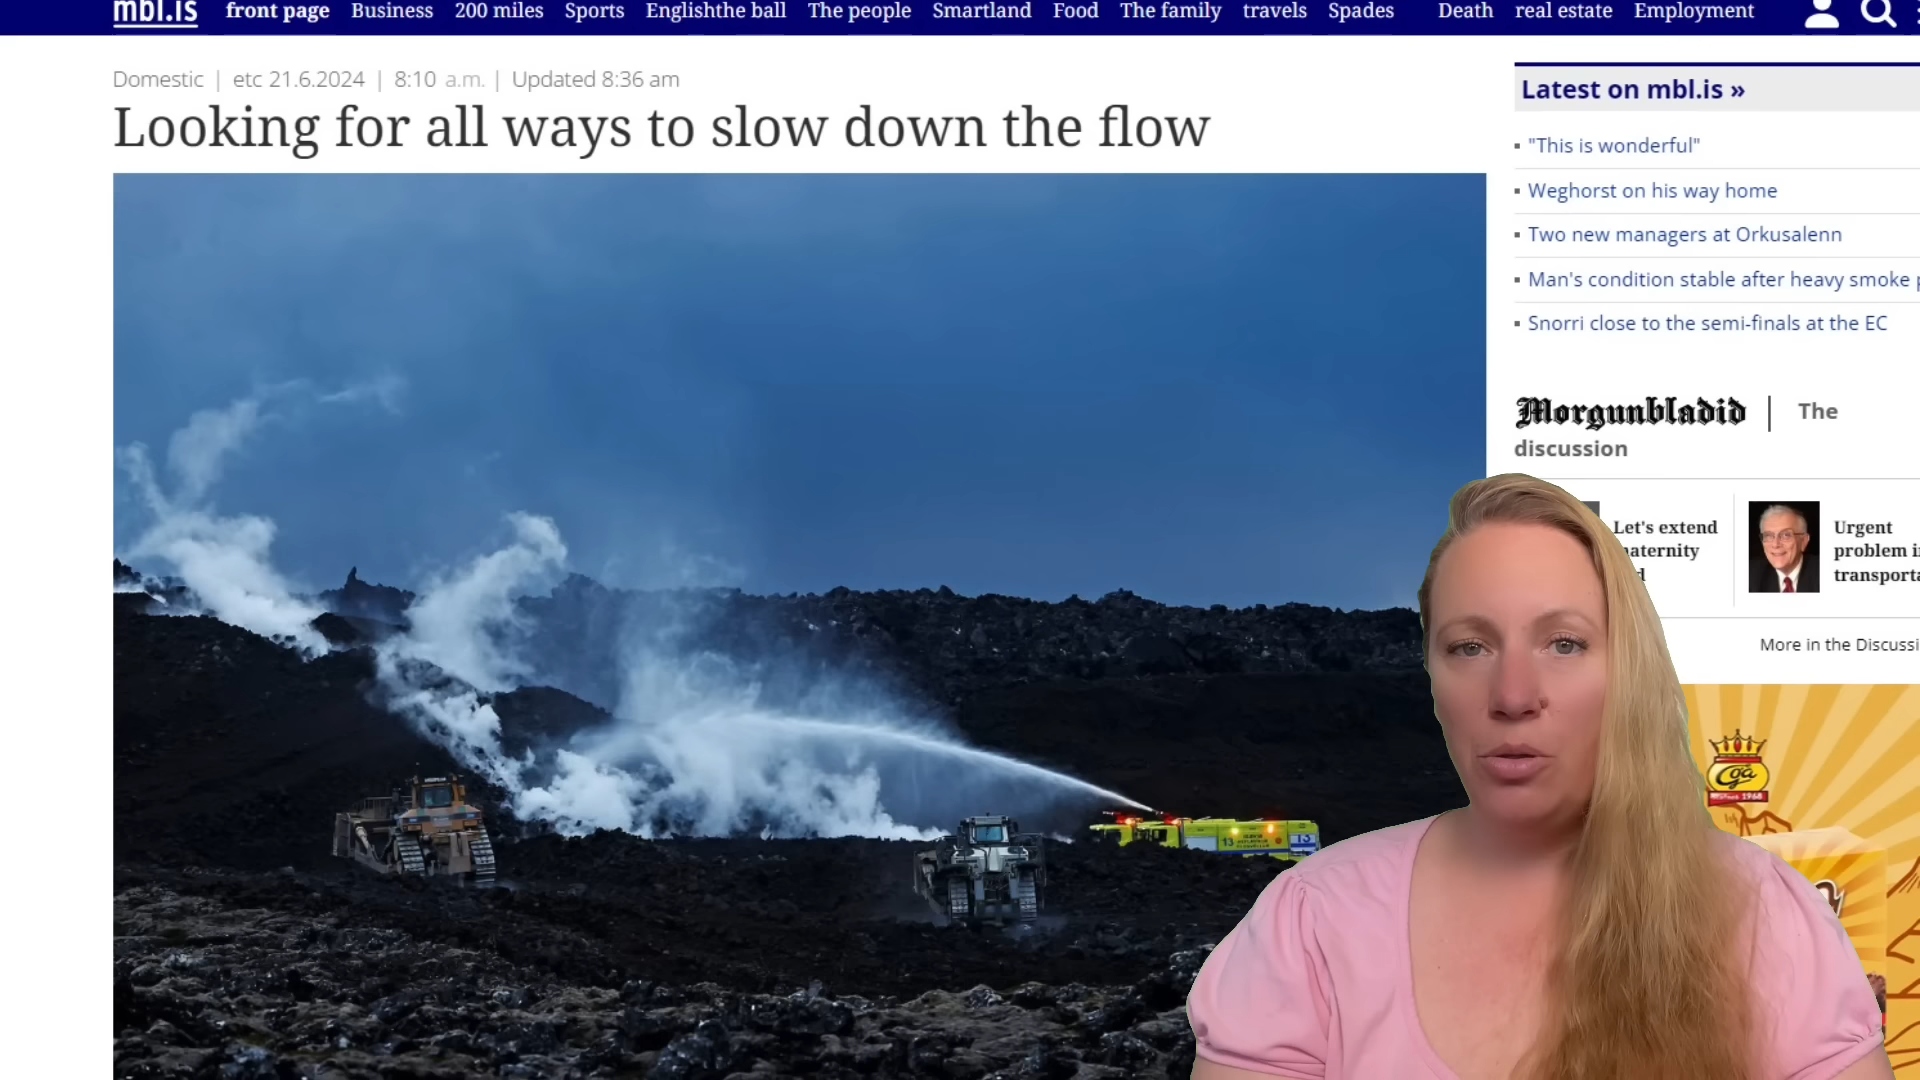 mbl.is front page Business 200 miles Sports Englishthe ball The people Smartland Food The family travels Spades Death real estate Employment
Domestic | etc 21.6.2024 | 8:10 a.m. | Updated 8:36 am
Looking for all ways to slow down the flow
Latest on mbl.is »
"This is wonderful"
Weghorst on his way home
Two new managers at Orkusalenn
Man's condition stable after heavy smoke
Snorri close to the semi-finals at the EC
Morgunbladid | The
discussion
Let's extend
Urgent
problem
More in the
Góa
13